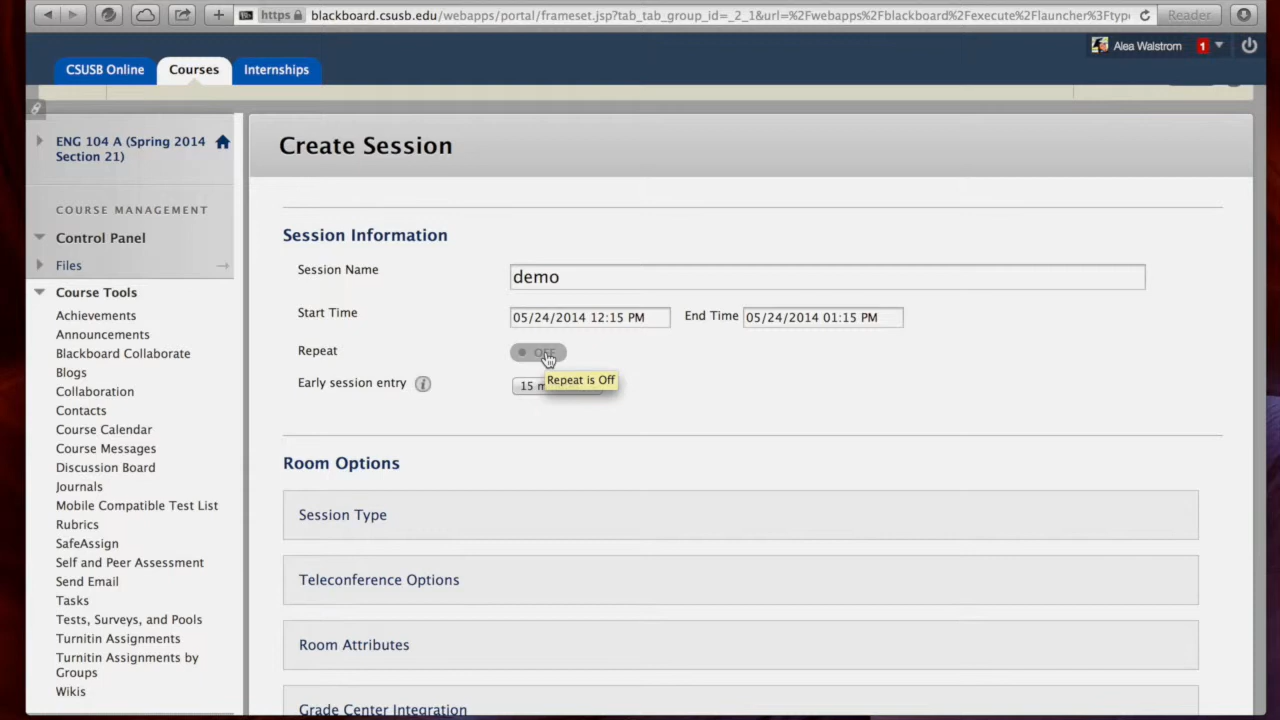 https blackboard.csusb.edu/webapps/portal/frameset.jsp?tab_tab_group_id=_2_1&url=%2Fwebapps%2Fblackboard%2Fexecute%2Flauncher%3Ftype
Reader
Alea Walstrom 1
CSUSB Online Courses Internships
ENG 104 A (Spring 2014
Section 21)
COURSE MANAGEMENT
Control Panel
Files
Course Tools
Achievements
Announcements
Blackboard Collaborate
Blogs
Collaboration
Contacts
Course Calendar
Course Messages
Discussion Board
Journals
Mobile Compatible Test List
Rubrics
SafeAssign
Self and Peer Assessment
Send Email
Tasks
Tests, Surveys, and Pools
Turnitin Assignments
Turnitin Assignments by
Groups
Wikis
Create Session
Session Information
Session Name demo
Start Time 05/24/2014 12:15 PM End Time 05/24/2014 01:15 PM
Repeat OFF
Repeat is Off
Early session entry i 15 m
Room Options
Session Type
Teleconference Options
Room Attributes
Grade Center Integration